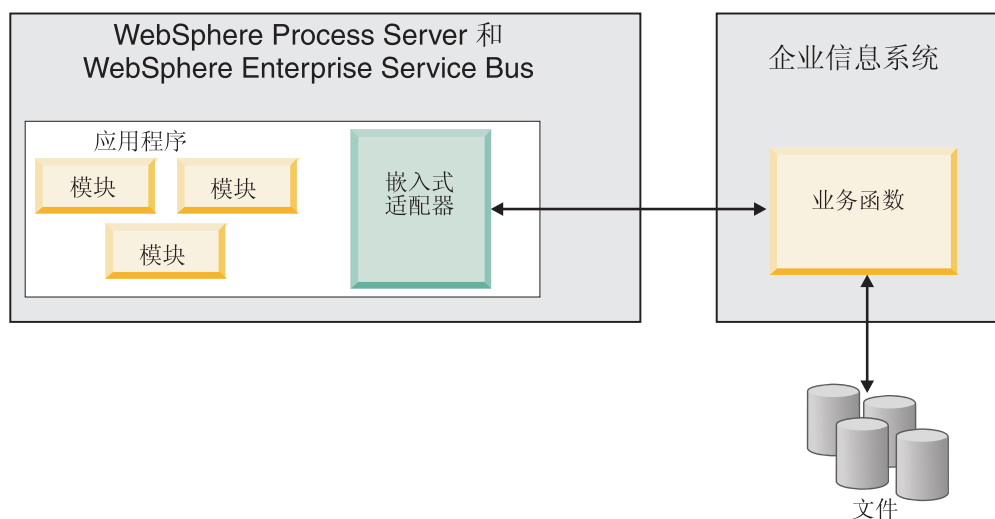 WebSphere Process Server 和
WebSphere Enterprise Service Bus
应用程序
模块
模块
模块
嵌入式
适配器
企业信息系统
业务函数
文件